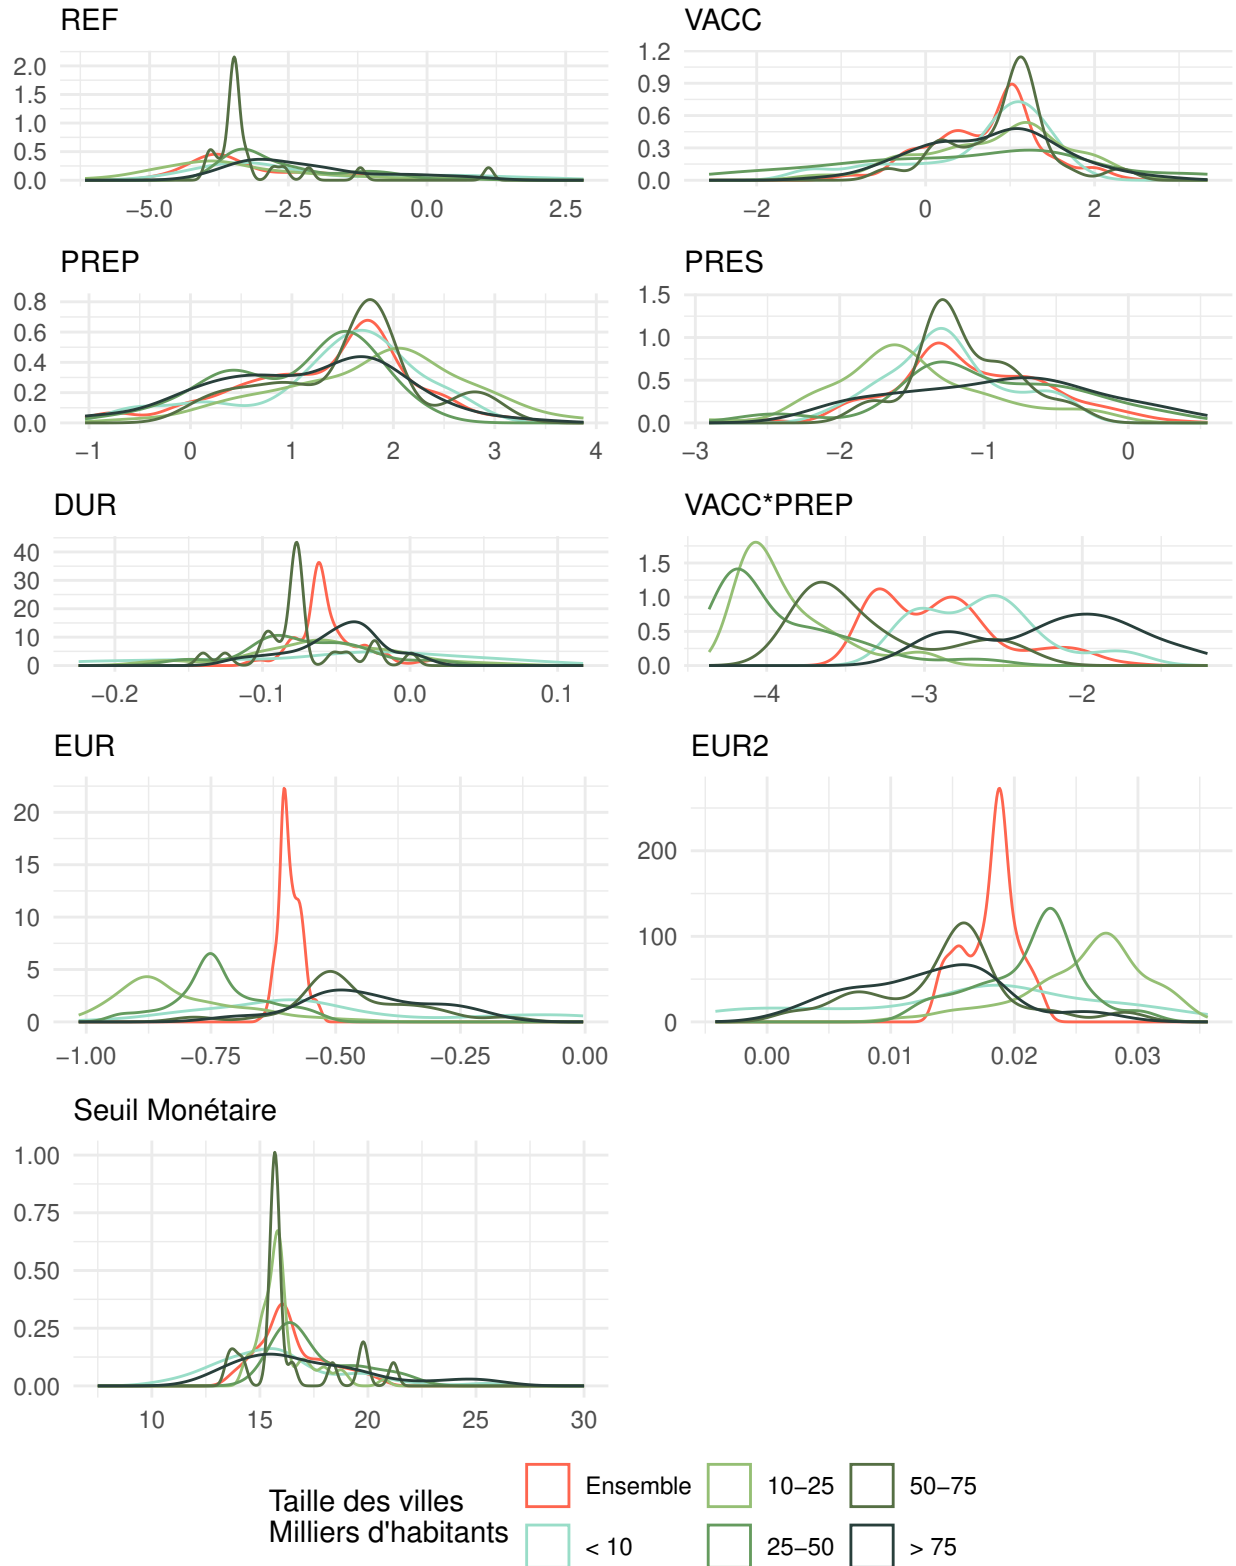 REF
2.0
1.5
1.0
0.5
0.0
−5.0 −2.5 0.0 2.5
VACC
1.2
0.9
0.6
0.3
0.0
−2 0 2
PREP
0.8
0.6
0.4
0.2
0.0
−1 0 1 2 3 4
PRES
1.5
1.0
0.5
0.0
−3 −2 −1 0
DUR
40
30
20
10
0
−0.2 −0.1 0.0 0.1
VACC*PREP
1.5
1.0
0.5
0.0
−4 −3 −2
EUR
20
15
10
5
0
−1.00 −0.75 −0.50 −0.25 0.00
EUR2
200
100
0
0.00 0.01 0.02 0.03
Seuil Monétaire
1.00
0.75
0.50
0.25
0.00
10 15 20 25 30
Taille des villes
Milliers d'habitants
Ensemble 10−25 50−75
< 10 25−50 > 75